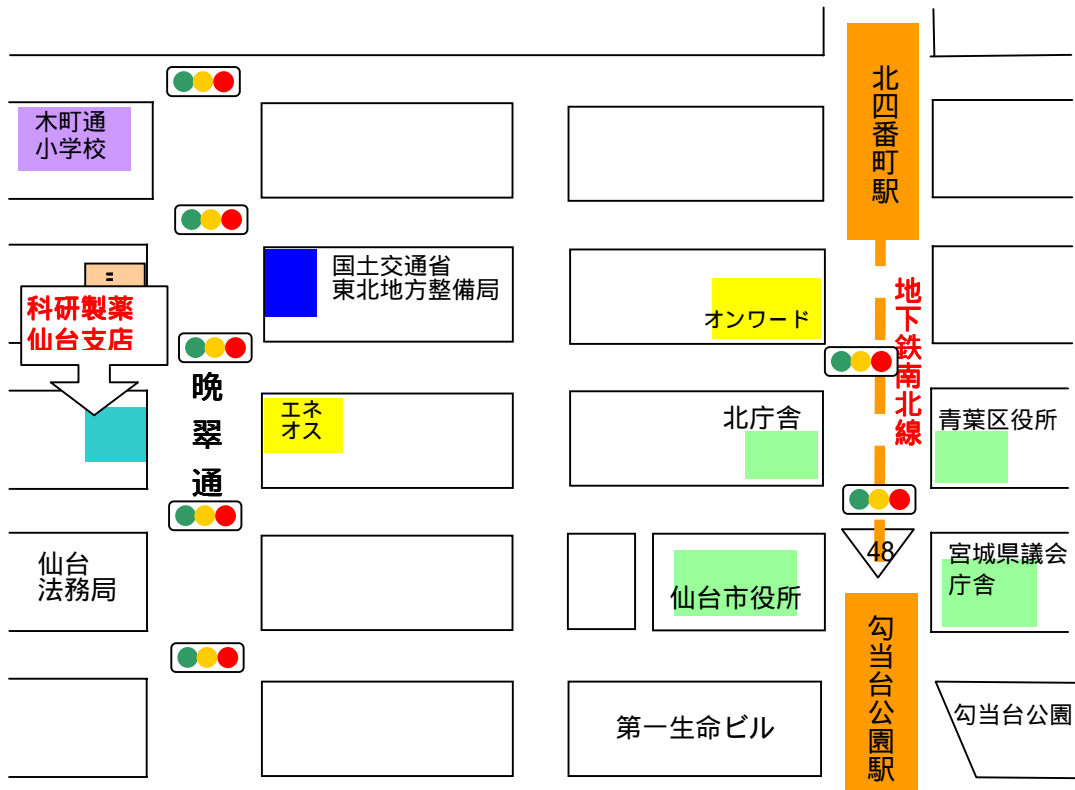 北四番町駅
木町通
小学校
国土交通省
東北地方整備局
科研製薬
仙台支店
オンワード
地下鉄南北線
晩翠通
エネ
オス
北庁舎
青葉区役所
仙台
法務局
仙台市役所
48
宮城県議会
庁舎
勾当台公園駅
第一生命ビル
勾当台公園